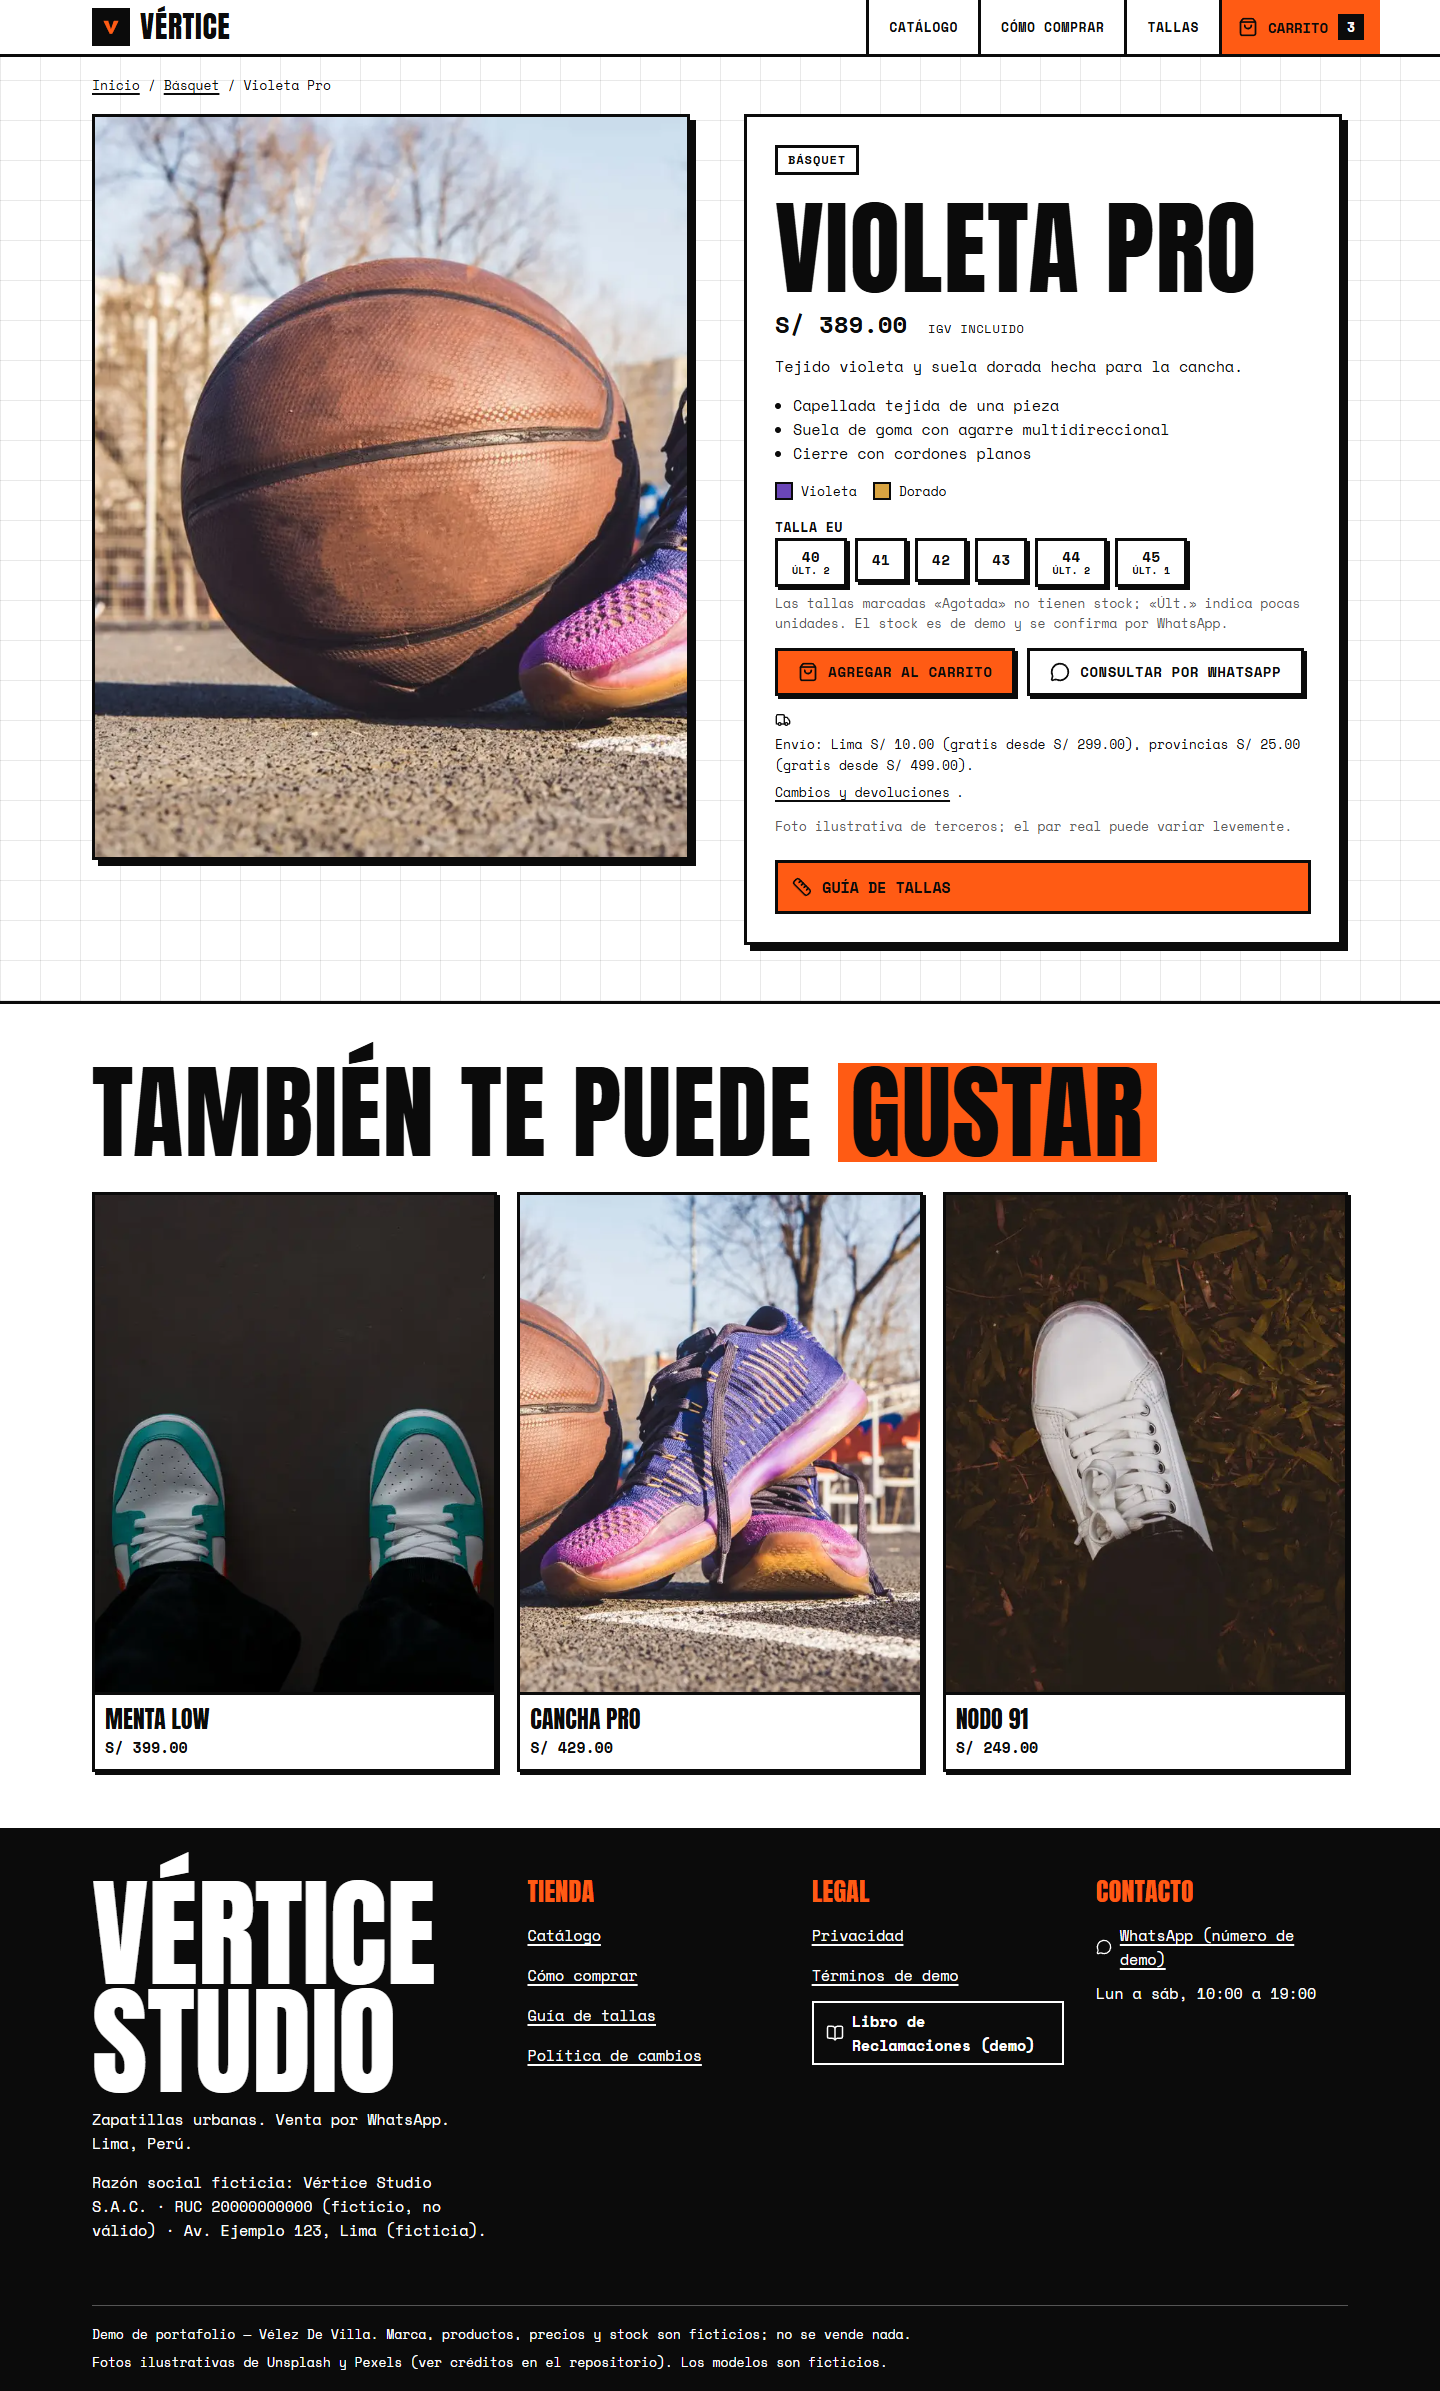 V VÉRTICE
CATÁLOGO
CÓMO COMPRAR
TALLAS
CARRITO 3
Inicio / Básquet / Violeta Pro
BÁSQUET
VIOLETA PRO
S/ 389.00 IGV INCLUIDO
Tejido violeta y suela dorada hecha para la cancha.
• Capellada tejida de una pieza
• Suela de goma con agarre multidireccional
• Cierre con cordones planos
Violeta Dorado
TALLA EU
40 41 42 43 44 45
ÚLT. 2 ÚLT. 2 ÚLT. 1
Las tallas marcadas «Agotada» no tienen stock; «Últ.» indica pocas
unidades. El stock es de demo y se confirma por WhatsApp.
AGREGAR AL CARRITO
CONSULTAR POR WHATSAPP
Envío: Lima S/ 10.00 (gratis desde S/ 299.00), provincias S/ 25.00
(gratis desde S/ 499.00).
Cambios y devoluciones .
Foto ilustrativa de terceros; el par real puede variar levemente.
GUÍA DE TALLAS
TAMBIÉN TE PUEDE GUSTAR
MENTA LOW
S/ 399.00
CANCHA PRO
S/ 429.00
NODO 91
S/ 249.00
VÉRTICE
STUDIO
Zapatillas urbanas. Venta por WhatsApp.
Lima, Perú.
Razón social ficticia: Vértice Studio
S.A.C. · RUC 20000000000 (ficticio, no
válido) · Av. Ejemplo 123, Lima (ficticia).
TIENDA
Catálogo
Cómo comprar
Guía de tallas
Política de cambios
LEGAL
Privacidad
Términos de demo
Libro de
Reclamaciones (demo)
CONTACTO
WhatsApp (número de
demo)
Lun a sáb, 10:00 a 19:00
Demo de portafolio — Vélez De Villa. Marca, productos, precios y stock son ficticios; no se vende nada.
Fotos ilustrativas de Unsplash y Pexels (ver créditos en el repositorio). Los modelos son ficticios.